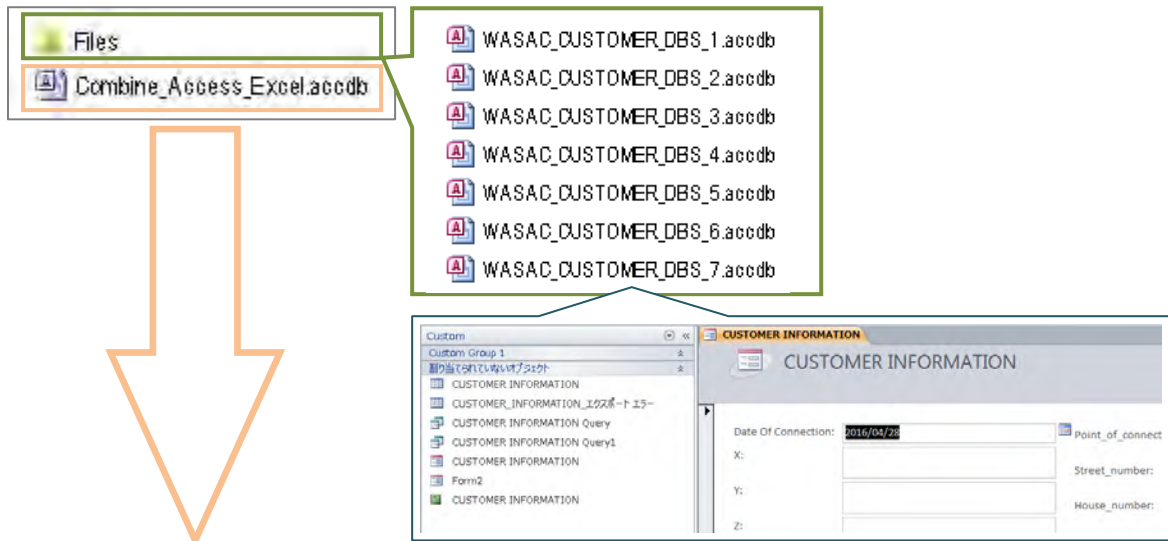 Files
Combine_Access_Excel.accdb
WASAC_CUSTOMER_DBS_1.accdb
WASAC_CUSTOMER_DBS_2.accdb
WASAC_CUSTOMER_DBS_3.accdb
WASAC_CUSTOMER_DBS_4.accdb
WASAC_CUSTOMER_DBS_5.accdb
WASAC_CUSTOMER_DBS_6.accdb
WASAC_CUSTOMER_DBS_7.accdb
Custom
Custom Group 1
割り当てられていないオブジェクト
CUSTOMER INFORMATION
CUSTOMER_INFORMATION_エクスポート エラー
CUSTOMER INFORMATION Query
CUSTOMER INFORMATION Query1
CUSTOMER INFORMATION
Form2
CUSTOMER INFORMATION
CUSTOMER INFORMATION
CUSTOMER INFORMATION
Date Of Connection: 2016/04/28 Point_of_connect
X:
Street_number:
Y:
House_number:
Z: